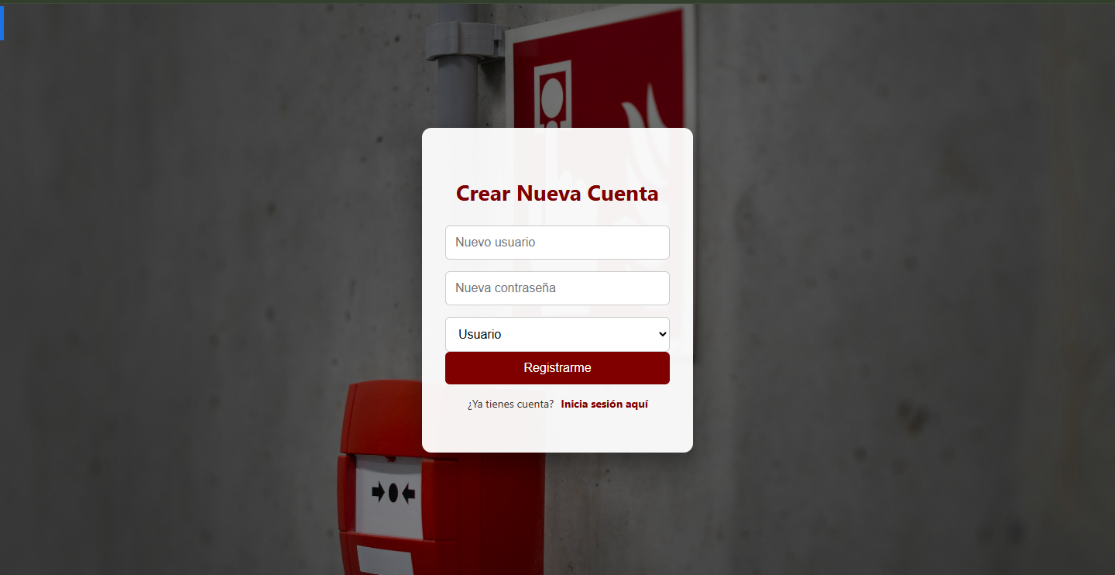 Crear Nueva Cuenta
Nuevo usuario
Nueva contraseña
Usuario
Registrarme
¿Ya tienes cuenta? Inicia sesión aquí